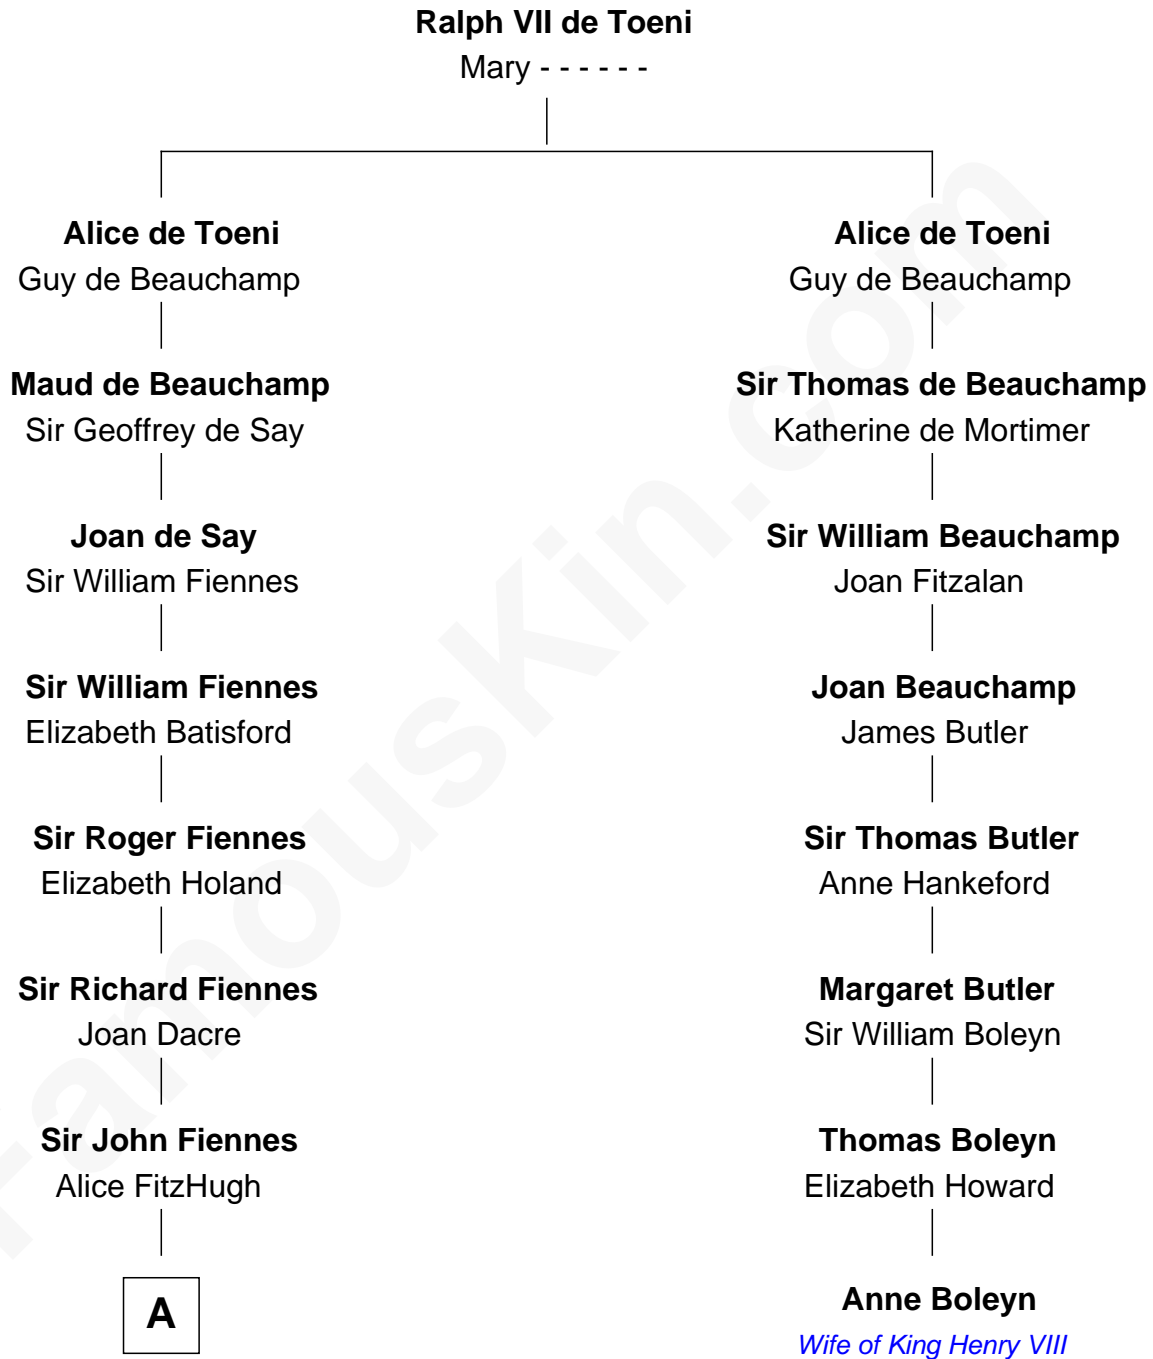 Ralph VII de Toeni
Mary - - - - - -
Alice de Toeni
Guy de Beauchamp
Maud de Beauchamp
Sir Geoffrey de Say
Joan de Say
Sir William Fiennes
Sir William Fiennes
Elizabeth Batisford
Sir Roger Fiennes
Elizabeth Holand
Sir Richard Fiennes
Joan Dacre
Sir John Fiennes
Alice FitzHugh
A
Alice de Toeni
Guy de Beauchamp
Sir Thomas de Beauchamp
Katherine de Mortimer
Sir William Beauchamp
Joan Fitzalan
Joan Beauchamp
James Butler
Sir Thomas Butler
Anne Hankeford
Margaret Butler
Sir William Boleyn
Thomas Boleyn
Elizabeth Howard
Anne Boleyn
Wife of King Henry VIII
FamousKin.com